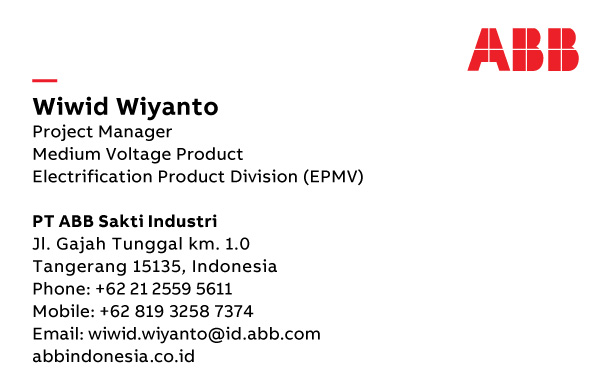 ABB
Wiwid Wiyanto
Project Manager
Medium Voltage Product
Electrification Product Division (EPMV)
PT ABB Sakti Industri
Jl. Gajah Tunggal km. 1.0
Tangerang 15135, Indonesia
Phone: +62 21 2559 5611
Mobile: +62 819 3258 7374
Email: wiwid.wiyanto@id.abb.com
abbindonesia.co.id